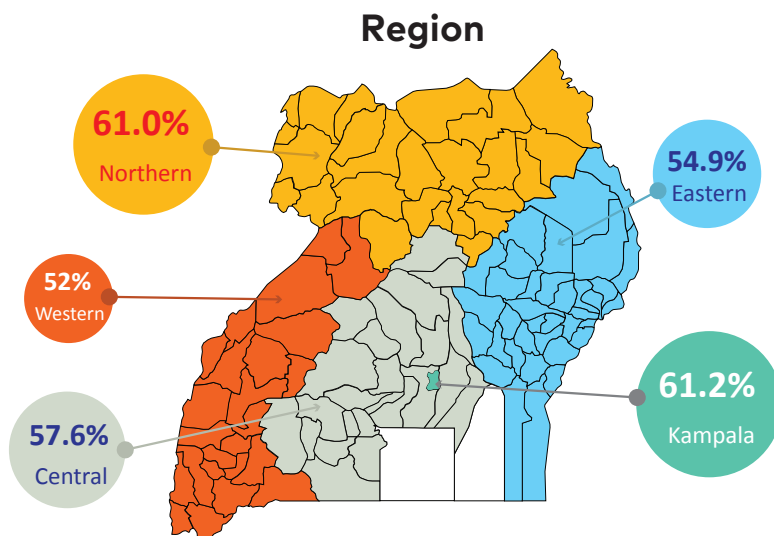 Region
61.0%
Northern
54.9%
Eastern
52%
Western
61.2%
Kampala
57.6%
Central